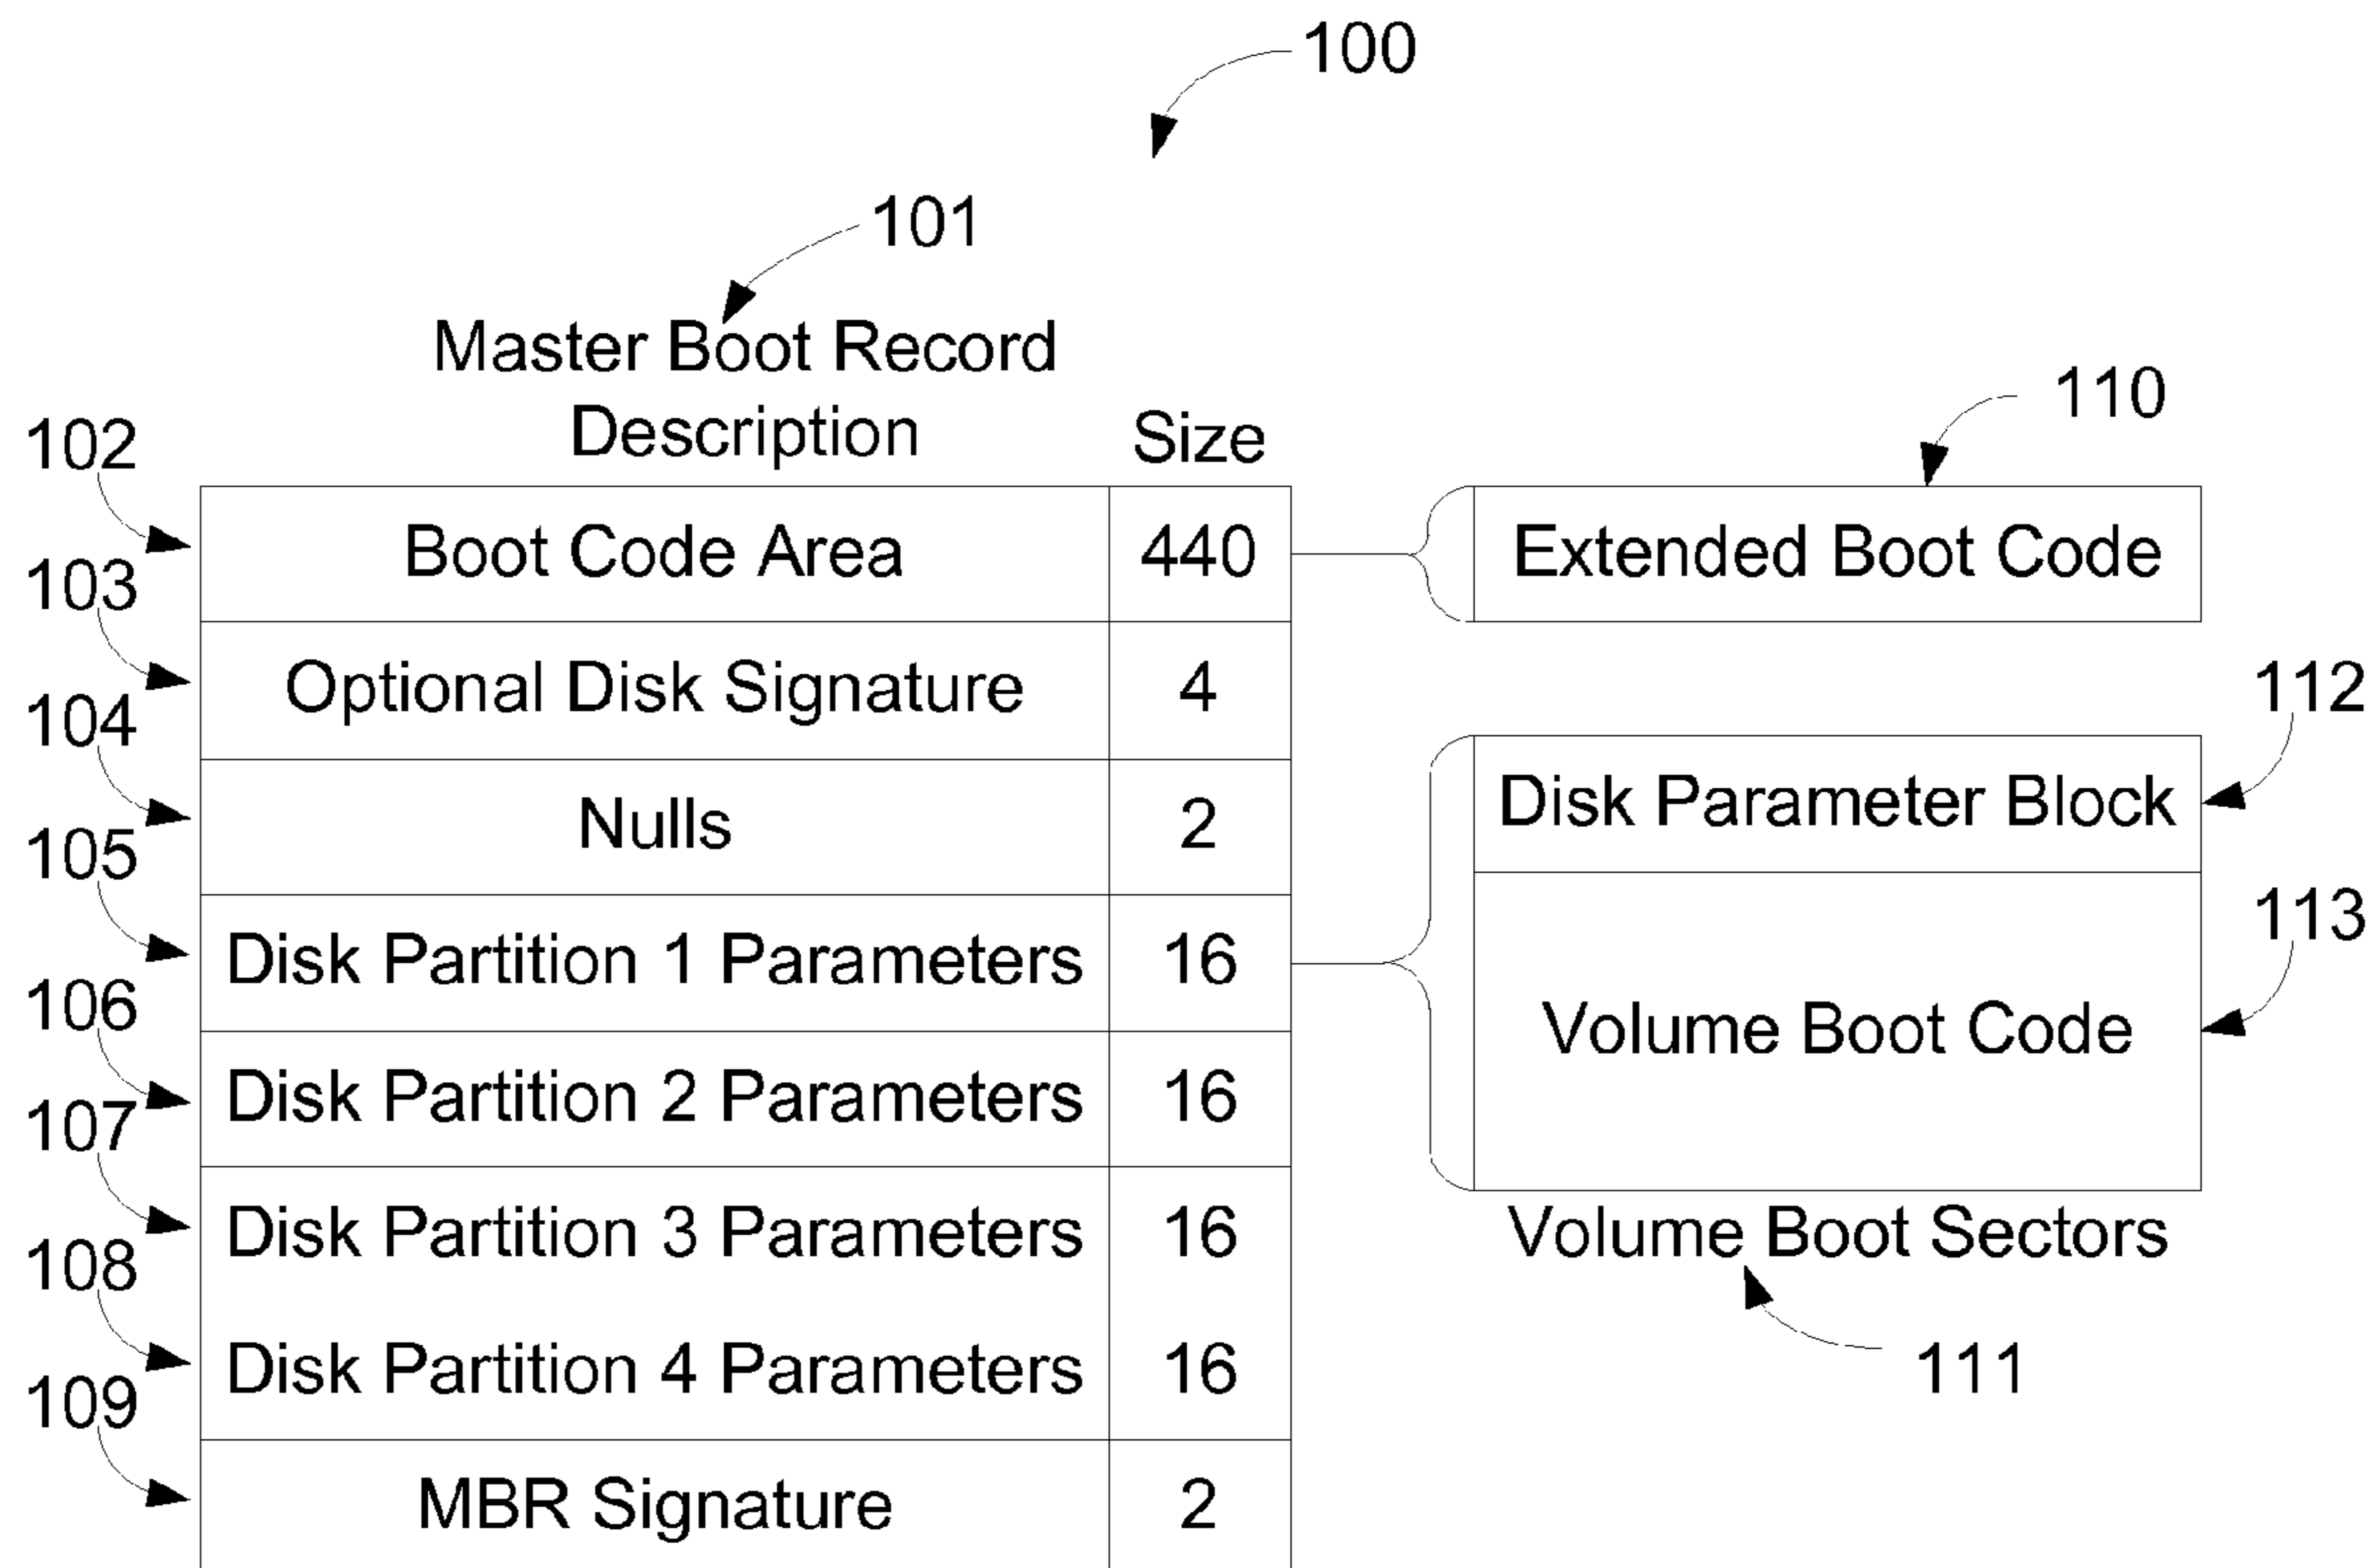 100
101
Master Boot Record
Description
Size
102
Boot Code Area 440
103
Optional Disk Signature 4
104
Nulls 2
105
Disk Partition 1 Parameters 16
106
Disk Partition 2 Parameters 16
107
Disk Partition 3 Parameters 16
108
Disk Partition 4 Parameters 16
109
MBR Signature 2
110
Extended Boot Code
112
Disk Parameter Block
113
Volume Boot Code
Volume Boot Sectors
111